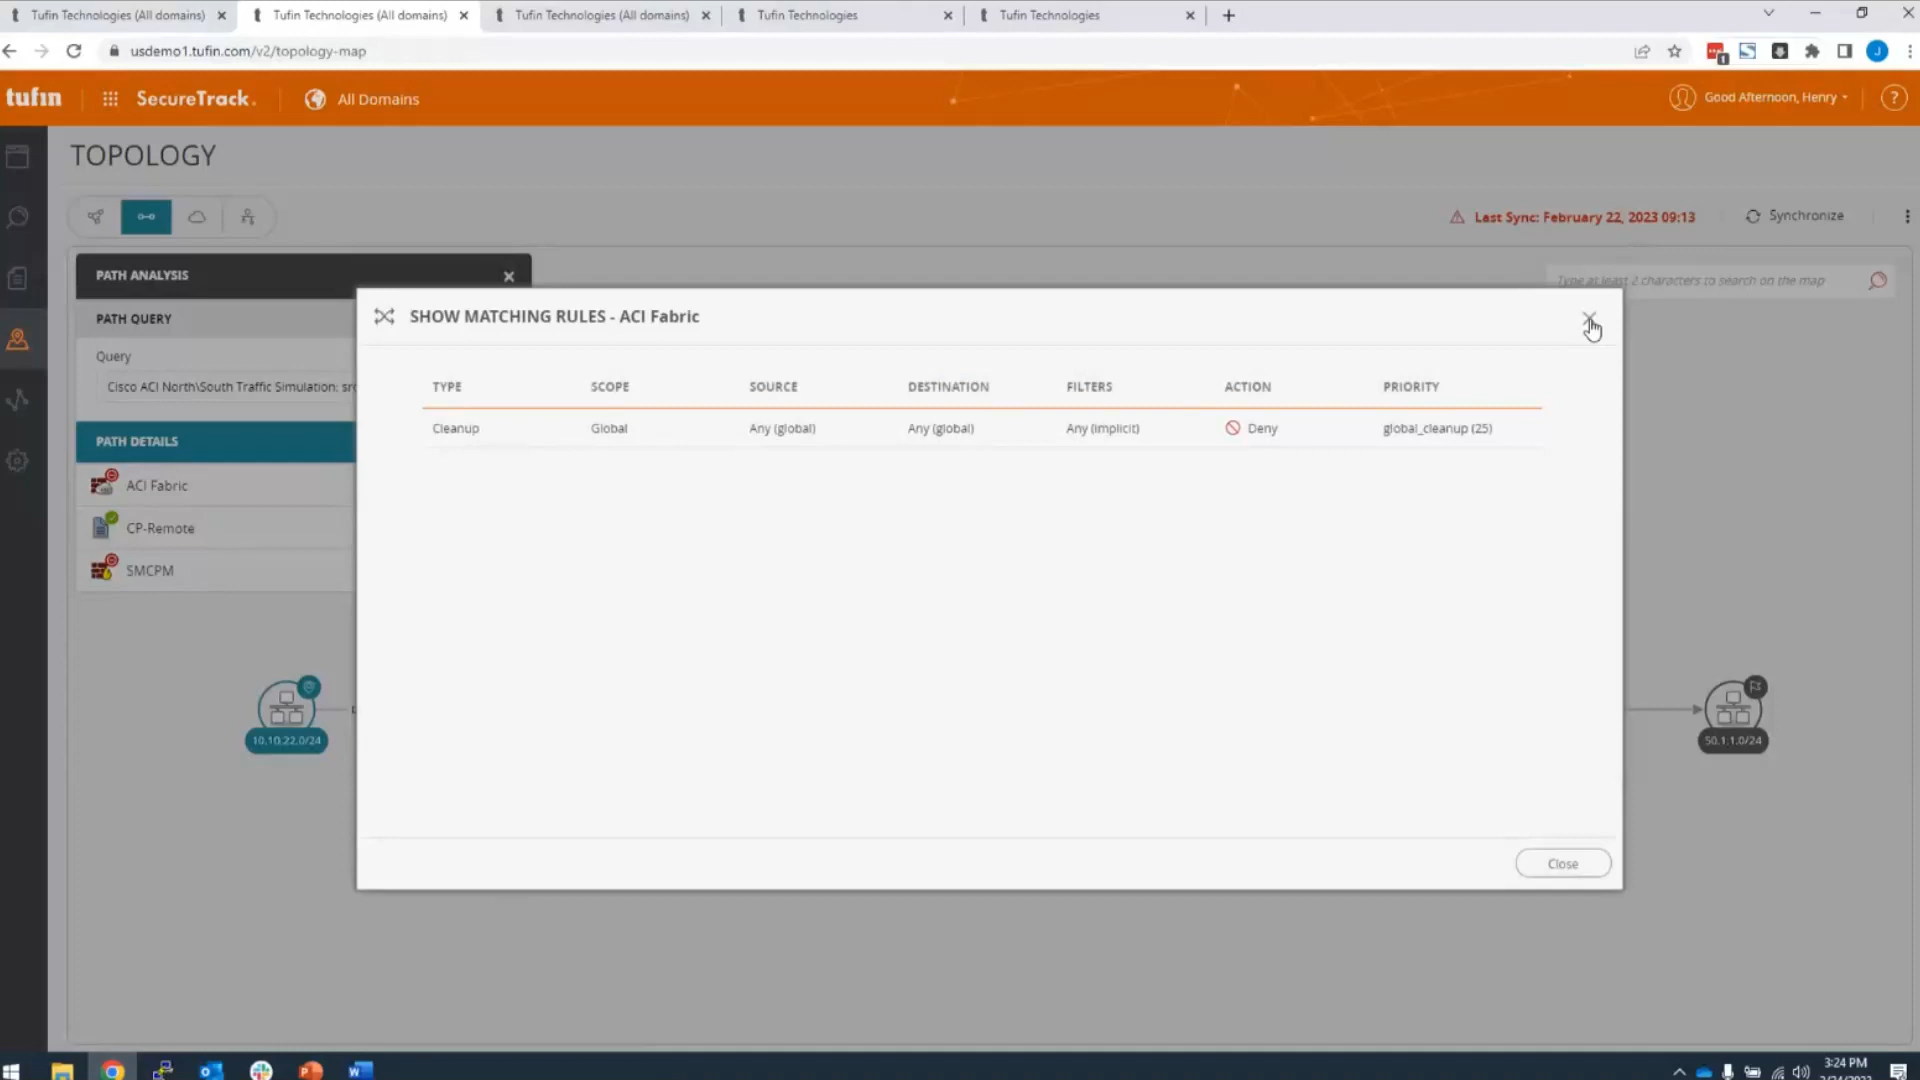 Tufin Technologies (All domains)
Tufin Technologies (All domains)
Tufin Technologies (All domains)
Tufin Technologies
Tufin Technologies
usdemo1.tufin.com/v2/topology-map
1
J
tufin
SecureTrack.
All Domains
Good Afternoon, Henry
?
TOPOLOGY
Last Sync: February 22, 2023 09:13
Synchronize
PATH ANALYSIS
Type at least 2 characters to search on the map
PATH QUERY
SHOW MATCHING RULES - ACI Fabric
Query
Cisco ACI North\South Traffic Simulation: src
TYPE SCOPE SOURCE DESTINATION FILTERS ACTION PRIORITY
Cleanup Global Any (global) Any (global) Any (implicit) Deny global_cleanup (25)
PATH DETAILS
ACI Fabric
CP-Remote
SMCPM
10.10.22.0/24
50.1.1.0/24
Close
3:24 PM